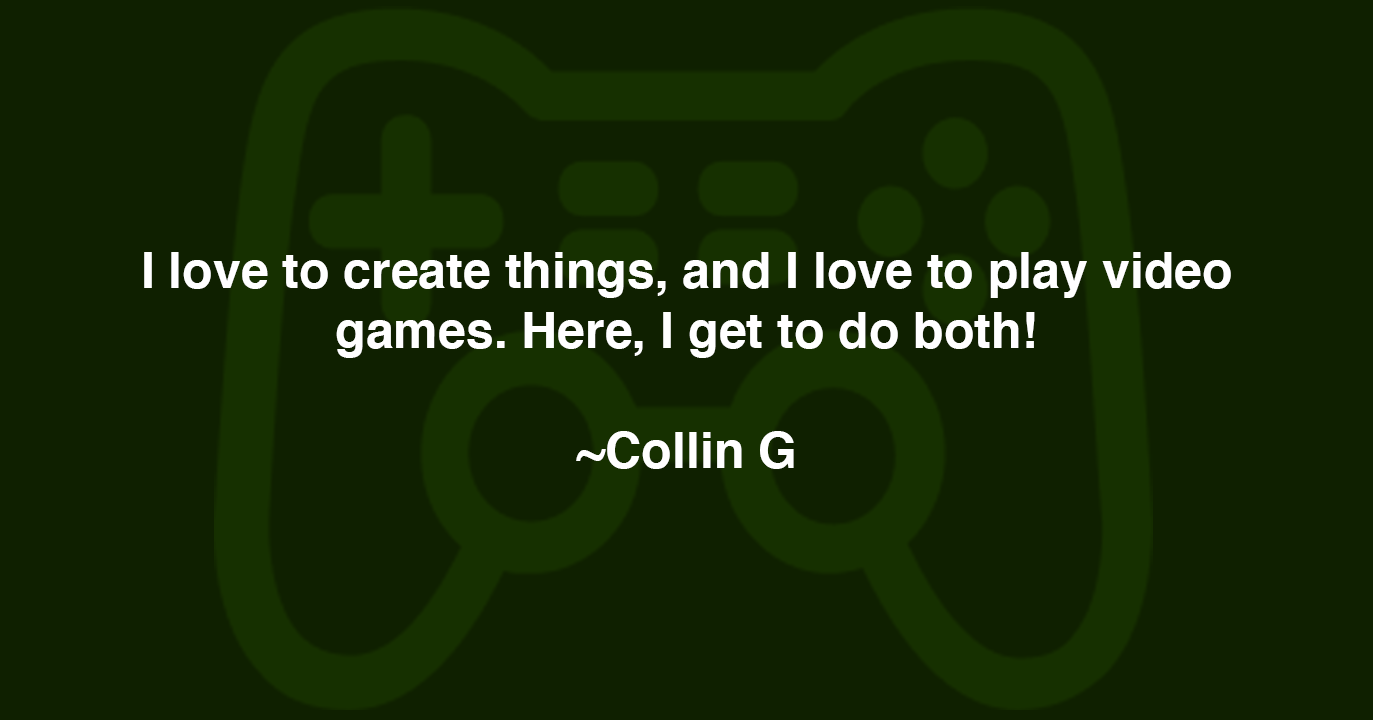 I love to create things, and I love to play video
games. Here, I get to do both!
~Collin G